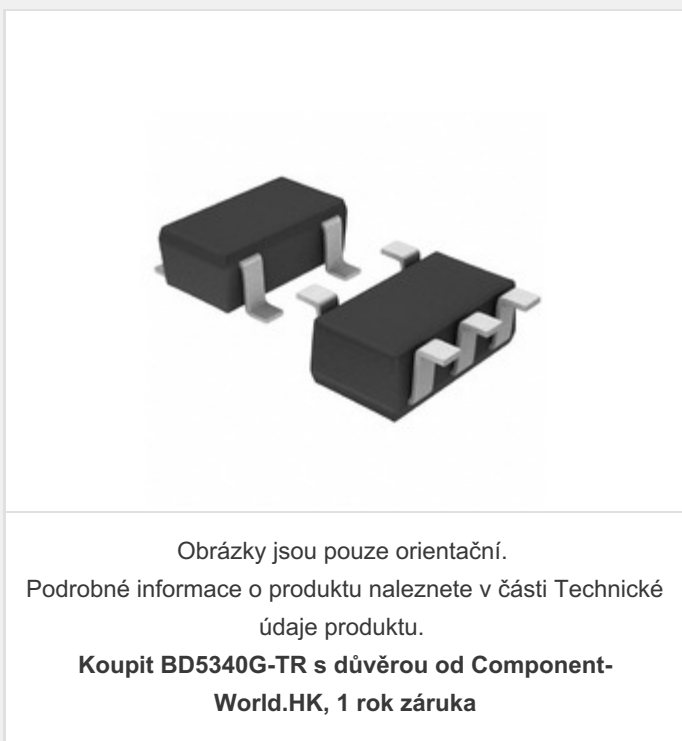 Obrázky jsou pouze orientační.
Podrobné informace o produktu naleznete v části Technické
údaje produktu.
Koupit BD5340G-TR s důvěrou od Component-
World.HK, 1 rok záruka